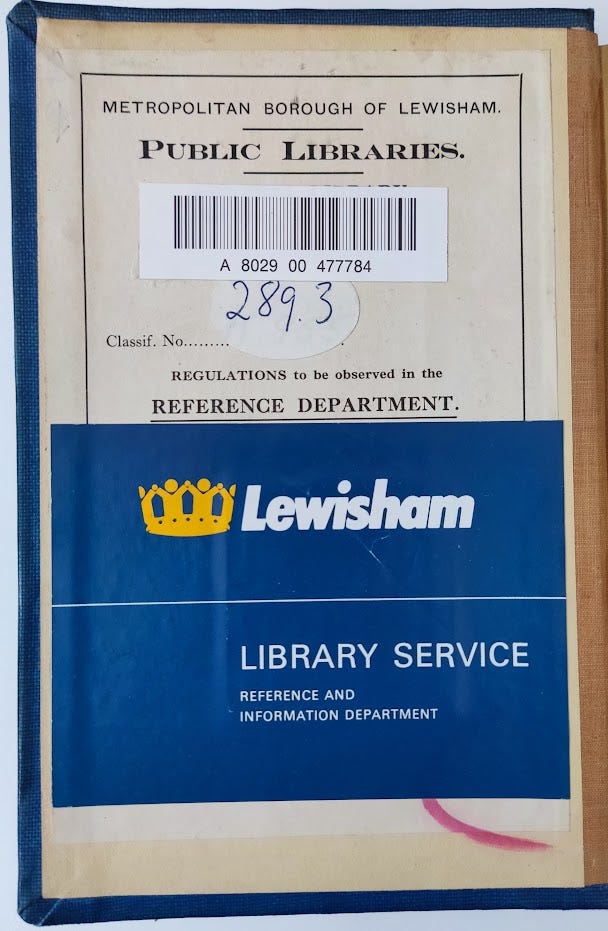 METROPOLITAN BOROUGH OF LEWISHAM.
PUBLIC LIBRARIES.
A 8029 00 477784
289.3
Classif. No.........
REGULATIONS to be observed in the
REFERENCE DEPARTMENT.
Lewisham
LIBRARY SERVICE
REFERENCE AND
INFORMATION DEPARTMENT